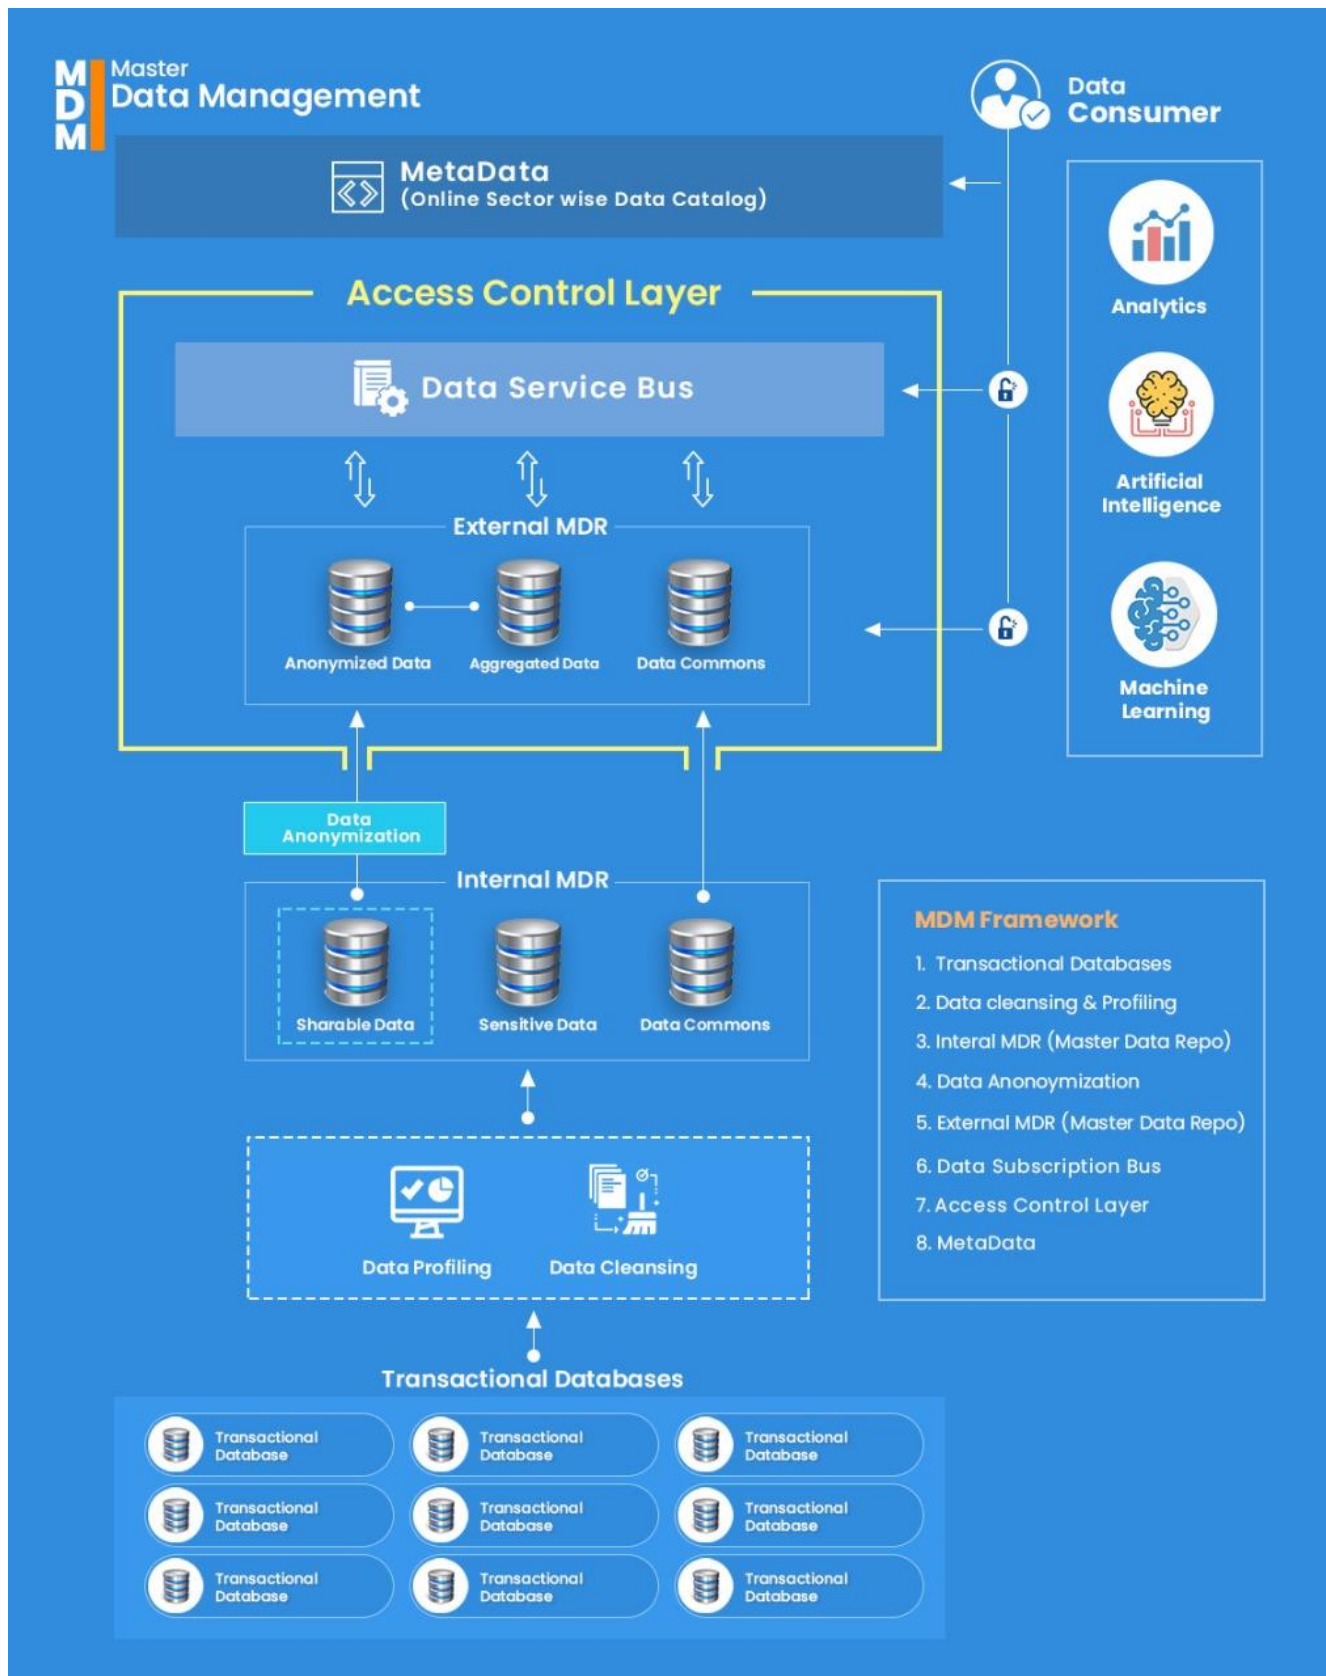 MDM
Master
Data Management
Data
Consumer
MetaData
(Online Sector wise Data Catalog)
Access Control Layer
Data Service Bus
External MDR
Anonymized Data
Aggregated Data
Data Commons
Analytics
Artificial
Intelligence
Machine
Learning
Data
Anonymization
Internal MDR
Sharable Data
Sensitive Data
Data Commons
MDM Framework
1. Transactional Databases
2. Data cleansing & Profiling
3. Interal MDR (Master Data Repo)
4. Data Anonoymization
5. External MDR (Master Data Repo)
6. Data Subscription Bus
7. Access Control Layer
8. MetaData
Data Profiling
Data Cleansing
Transactional Databases
Transactional
Database
Transactional
Database
Transactional
Database
Transactional
Database
Transactional
Database
Transactional
Database
Transactional
Database
Transactional
Database
Transactional
Database